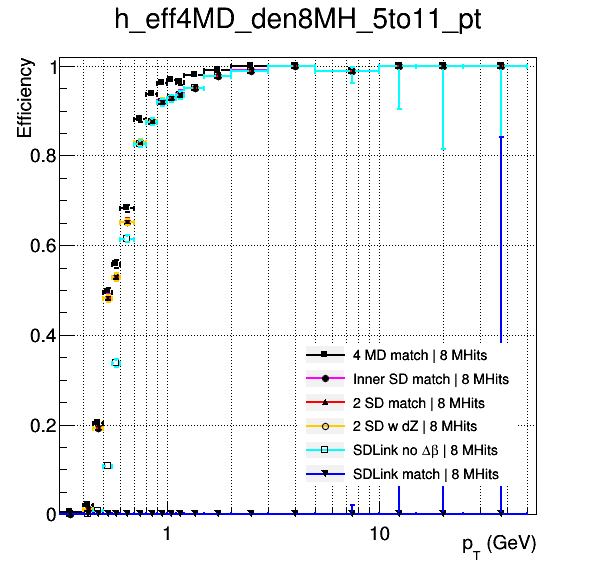 h_eff4MD_den8MH_5to11_pt
Efficiency
1
0.8
0.6
0.4
0.2
0
4 MD match | 8 MHits
Inner SD match | 8 MHits
2 SD match | 8 MHits
2 SD w dZ | 8 MHits
SDLink no Δβ | 8 MHits
SDLink match | 8 MHits
1 10
p_T (GeV)